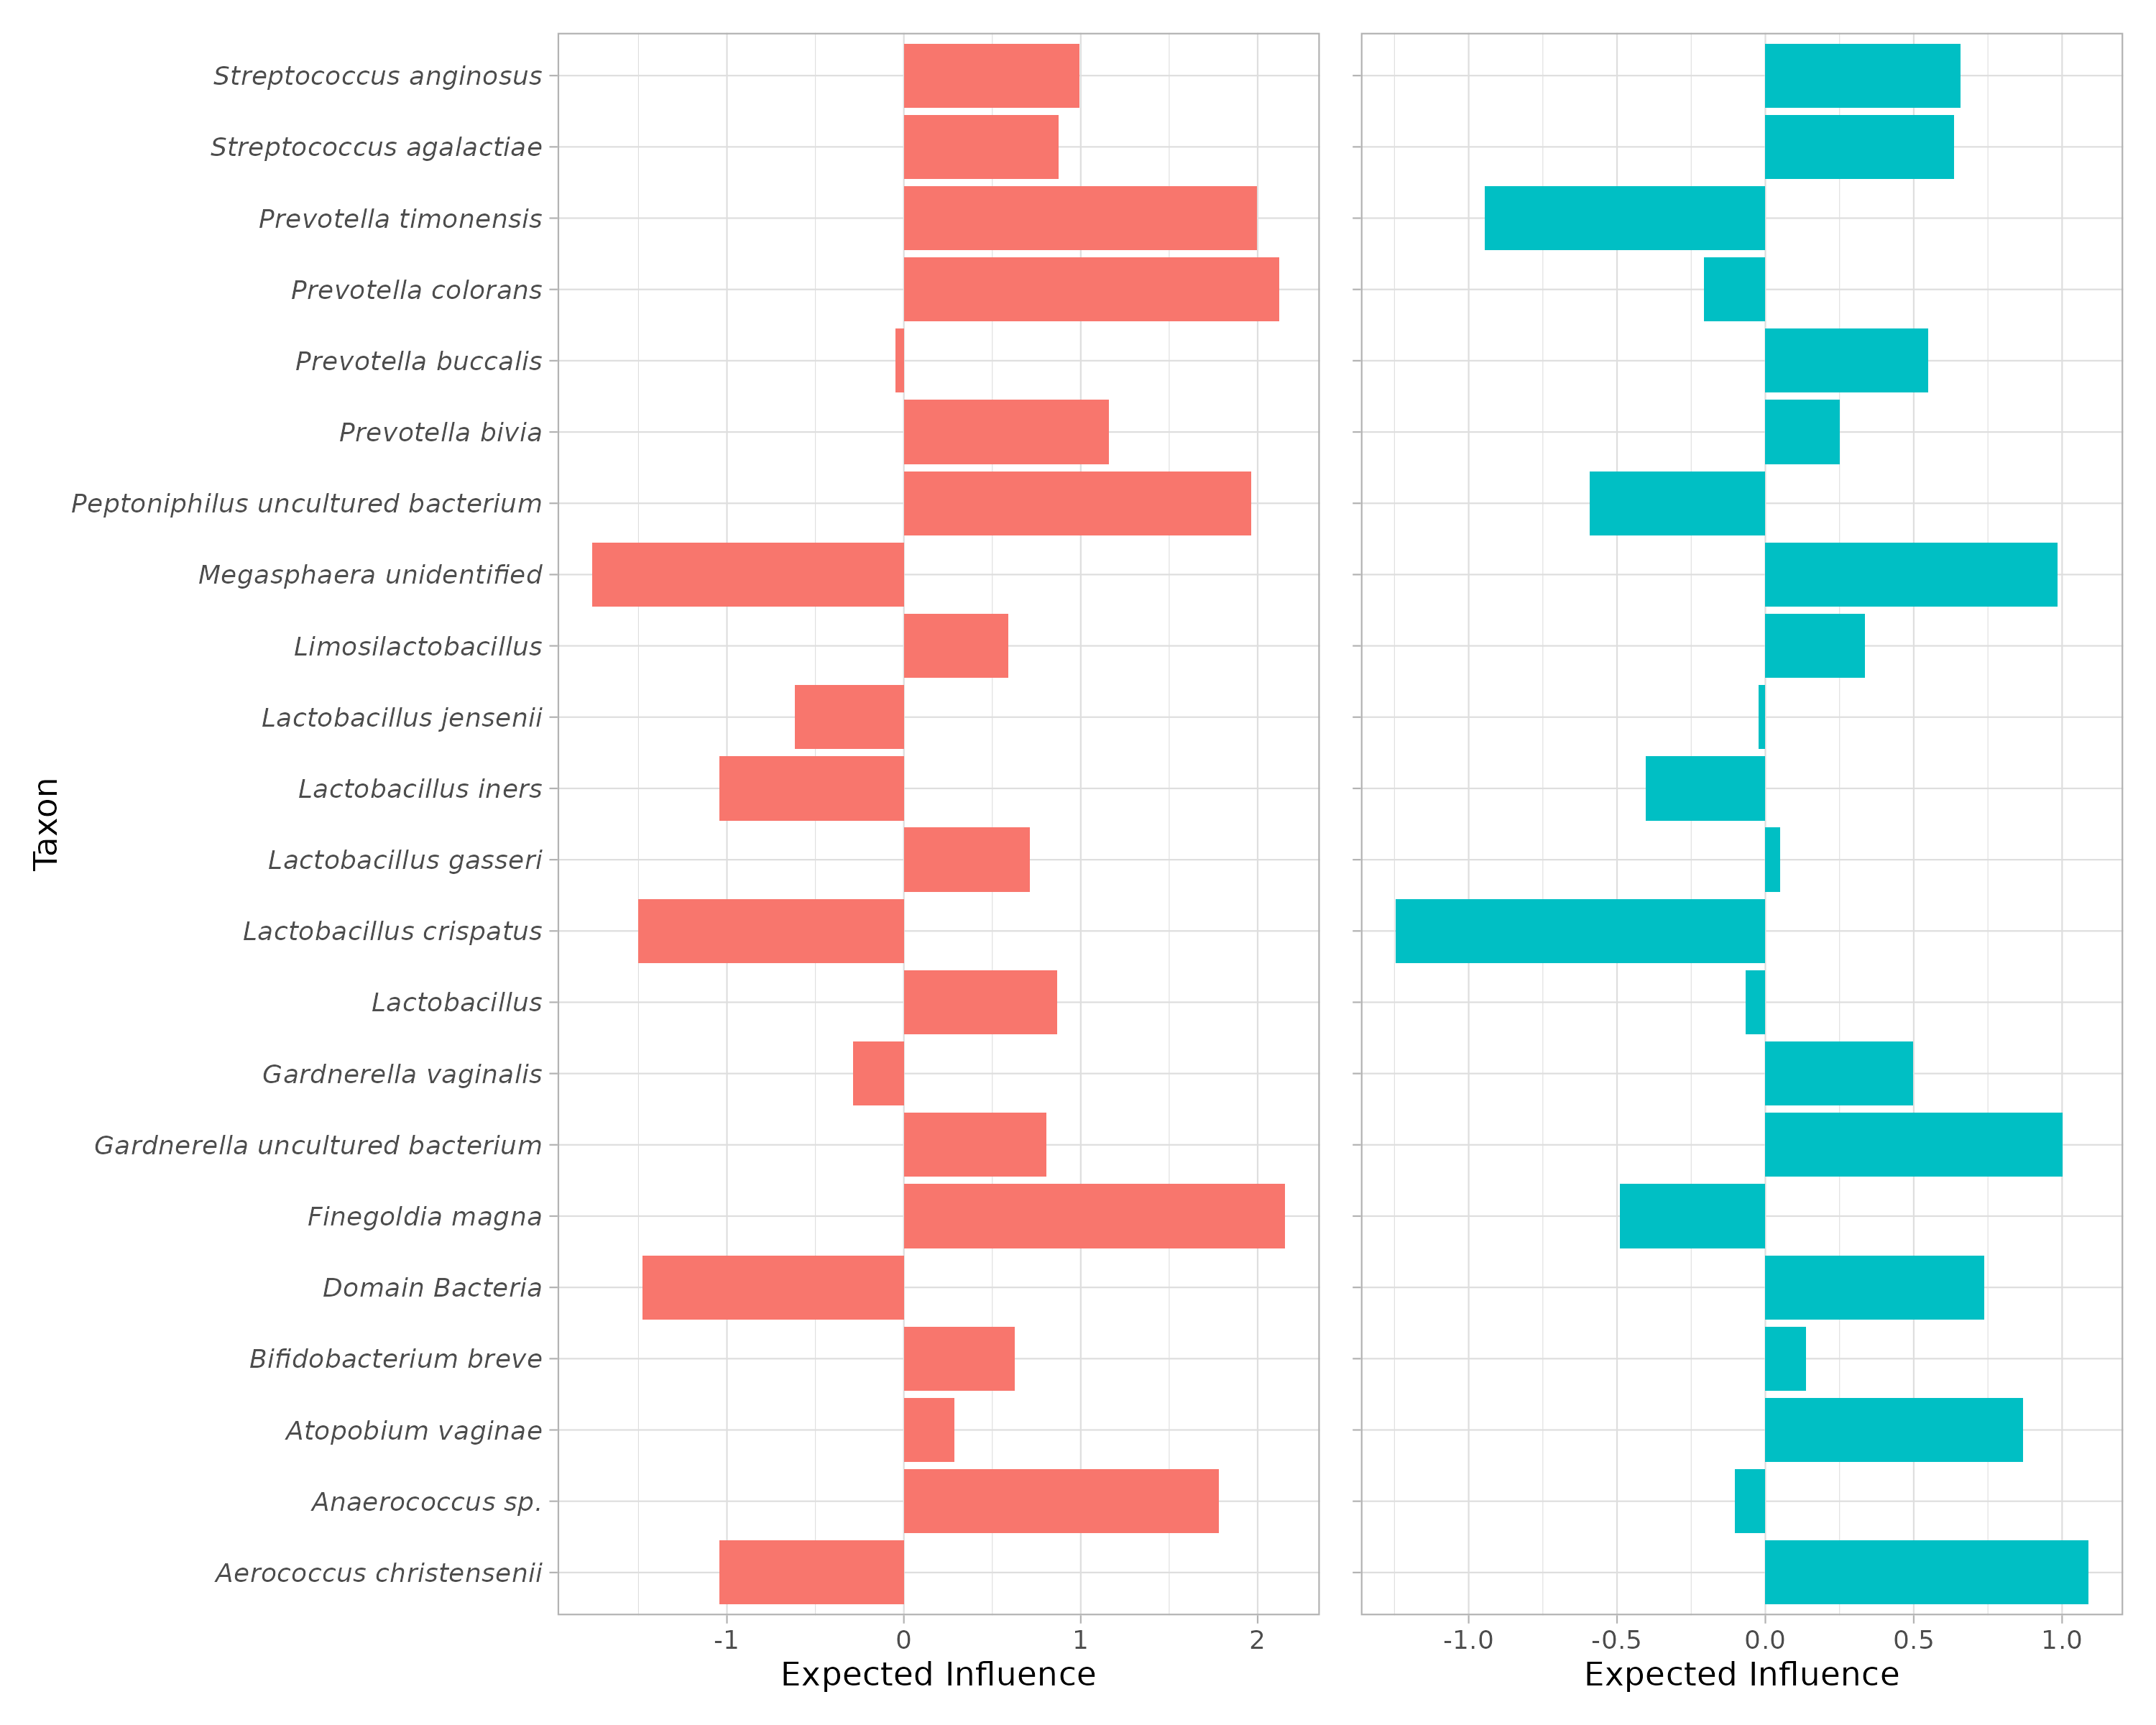 Streptococcus anginosus
Streptococcus agalactiae
Prevotella timonensis
Prevotella colorans
Prevotella buccalis
Prevotella bivia
Peptoniphilus uncultured bacterium
Megasphaera unidentified
Limosilactobacillus
Lactobacillus jensenii
Lactobacillus iners
Lactobacillus gasseri
Lactobacillus crispatus
Lactobacillus
Gardnerella vaginalis
Gardnerella uncultured bacterium
Finegoldia magna
Domain Bacteria
Bifidobacterium breve
Atopobium vaginae
Anaerococcus sp.
Aerococcus christensenii
Taxon
-1 0 1 2
Expected Influence
-1.0 -0.5 0.0 0.5 1.0
Expected Influence